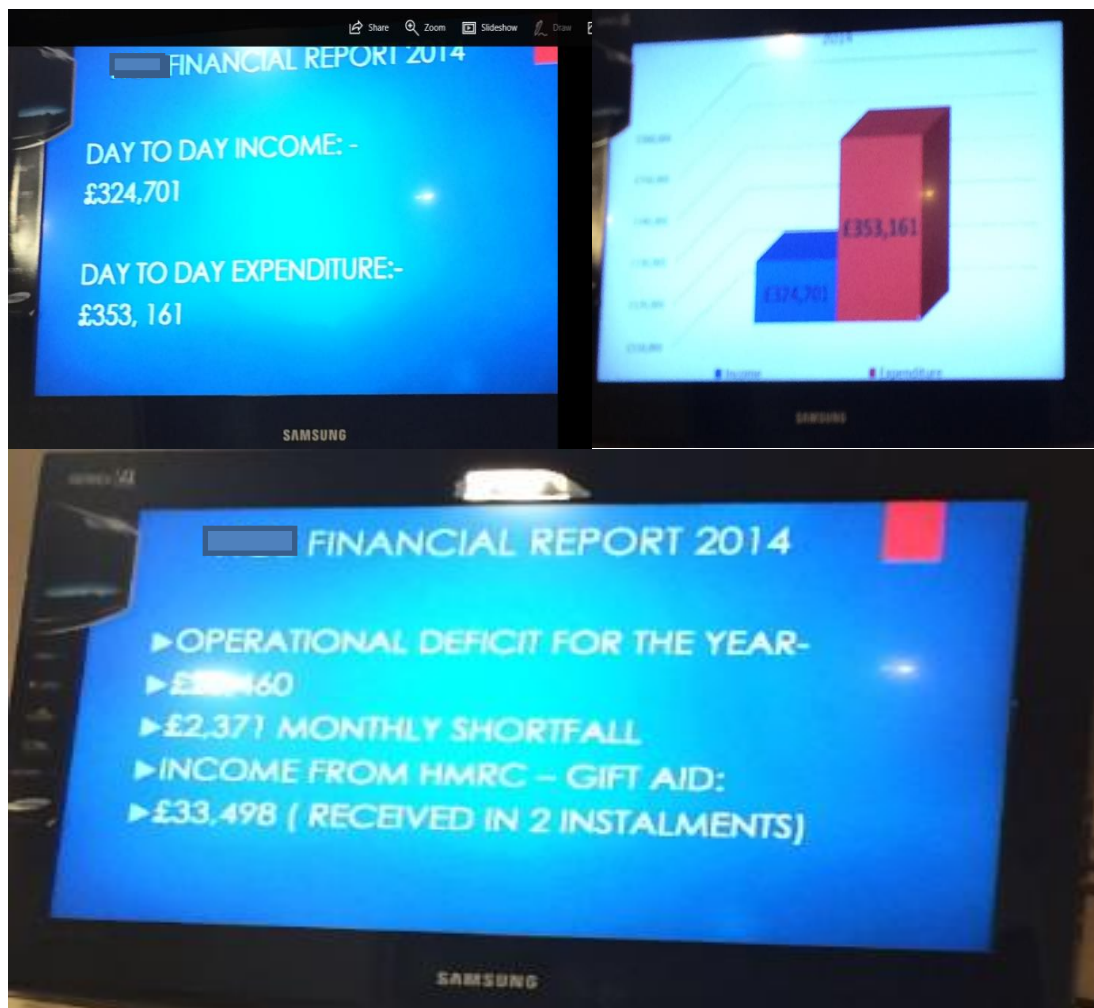 Share Zoom Slideshow Draw
FINANCIAL REPORT 2014
DAY TO DAY INCOME: -
£324,701
DAY TO DAY EXPENDITURE:-
£353, 161
SAMSUNG
2014
£353,161
£324,701
Income Expenditure
SAMSUNG
FINANCIAL REPORT 2014
►OPERATIONAL DEFICIT FOR THE YEAR-
►£ 460
►£2,371 MONTHLY SHORTFALL
►INCOME FROM HMRC – GIFT AID:
►£33,498 ( RECEIVED IN 2 INSTALMENTS)
SAMSUNG